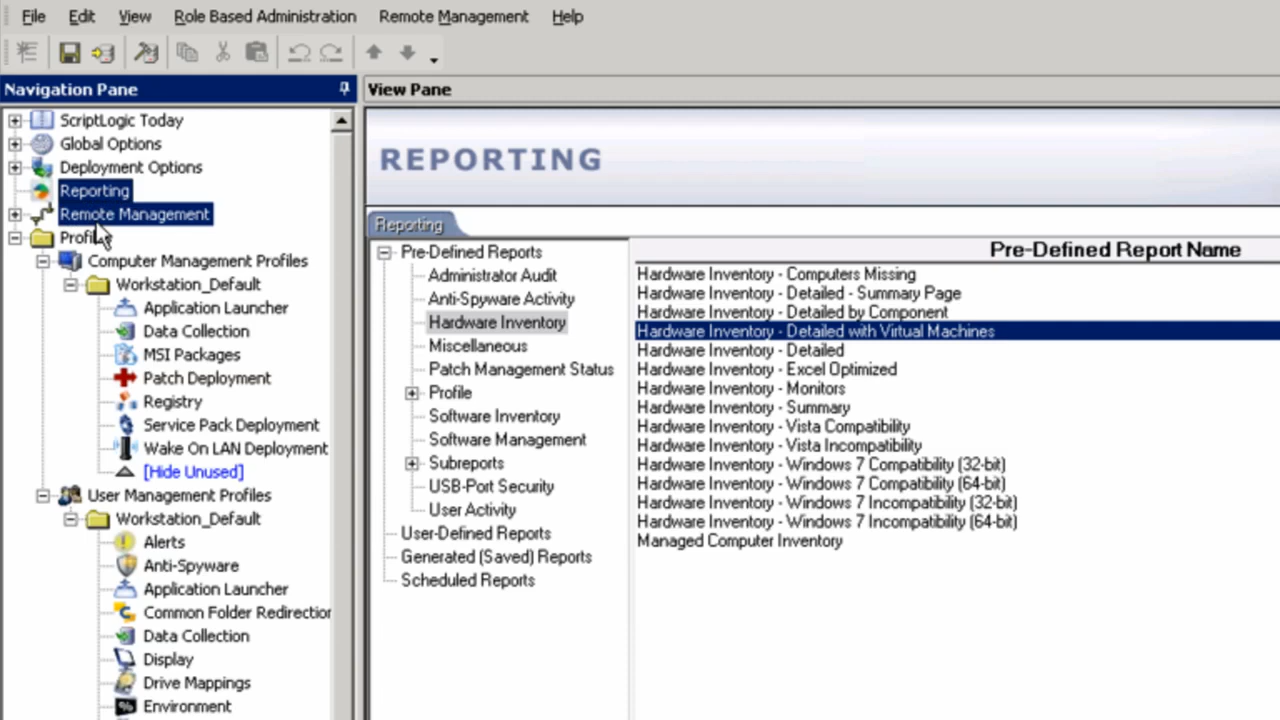 File Edit View Role Based Administration Remote Management Help
Navigation Pane
ScriptLogic Today
Global Options
Deployment Options
Reporting
Remote Management
Computer Management Profiles
Workstation_Default
Application Launcher
Data Collection
MSI Packages
Patch Deployment
Registry
Service Pack Deployment
Wake On LAN Deployment
[Hide Unused]
User Management Profiles
Workstation_Default
Alerts
Anti-Spyware
Application Launcher
Common Folder Redirection
Data Collection
Display
Drive Mappings
Environment
View Pane
REPORTING
Reporting
Pre-Defined Reports
Administrator Audit
Anti-Spyware Activity
Hardware Inventory
Miscellaneous
Patch Management Status
Profile
Software Inventory
Software Management
Subreports
USB-Port Security
User Activity
User-Defined Reports
Generated (Saved) Reports
Scheduled Reports
Pre-Defined Report Name
Hardware Inventory - Computers Missing
Hardware Inventory - Detailed - Summary Page
Hardware Inventory - Detailed by Component
Hardware Inventory - Detailed with Virtual Machines
Hardware Inventory - Detailed
Hardware Inventory - Excel Optimized
Hardware Inventory - Monitors
Hardware Inventory - Summary
Hardware Inventory - Vista Compatibility
Hardware Inventory - Vista Incompatibility
Hardware Inventory - Windows 7 Compatibility (32-bit)
Hardware Inventory - Windows 7 Compatibility (64-bit)
Hardware Inventory - Windows 7 Incompatibility (32-bit)
Hardware Inventory - Windows 7 Incompatibility (64-bit)
Managed Computer Inventory